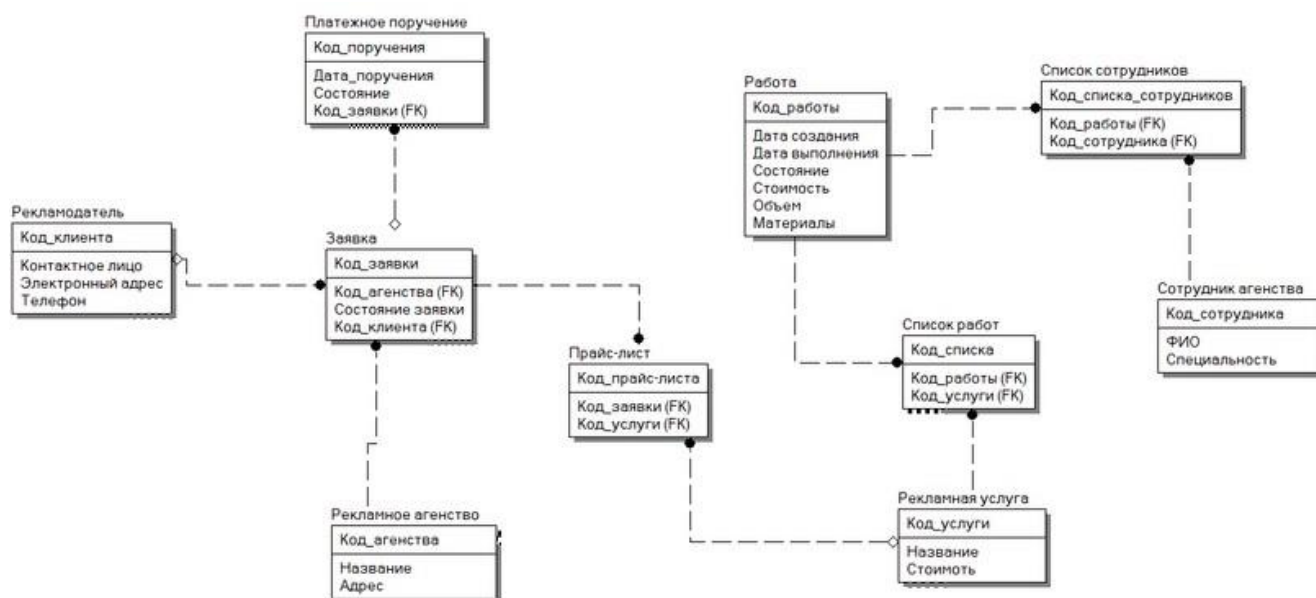 Платежное поручение
Код_поручения
Дата_поручения
Состояние
Код_заявки (FK)
Рекламодатель
Код_клиента
Контактное лицо
Электронный адрес
Телефон
Заявка
Код_заявки
Код_агенства (FK)
Состояние заявки
Код_клиента (FK)
Рекламное агенство
Код_агенства
Название
Адрес
Прайс-лист
Код_прайс-листа
Код_заявки (FK)
Код_услуги (FK)
Работа
Код_работы
Дата создания
Дата выполнения
Состояние
Стоимость
Объем
Материалы
Список сотрудников
Код_списка_сотрудников
Код_работы (FK)
Код_сотрудника (FK)
Сотрудник агенства
Код_сотрудника
ФИО
Специальность
Список работ
Код_списка
Код_работы (FK)
Код_услуги (FK)
Рекламная услуга
Код_услуги
Название
Стоимоть